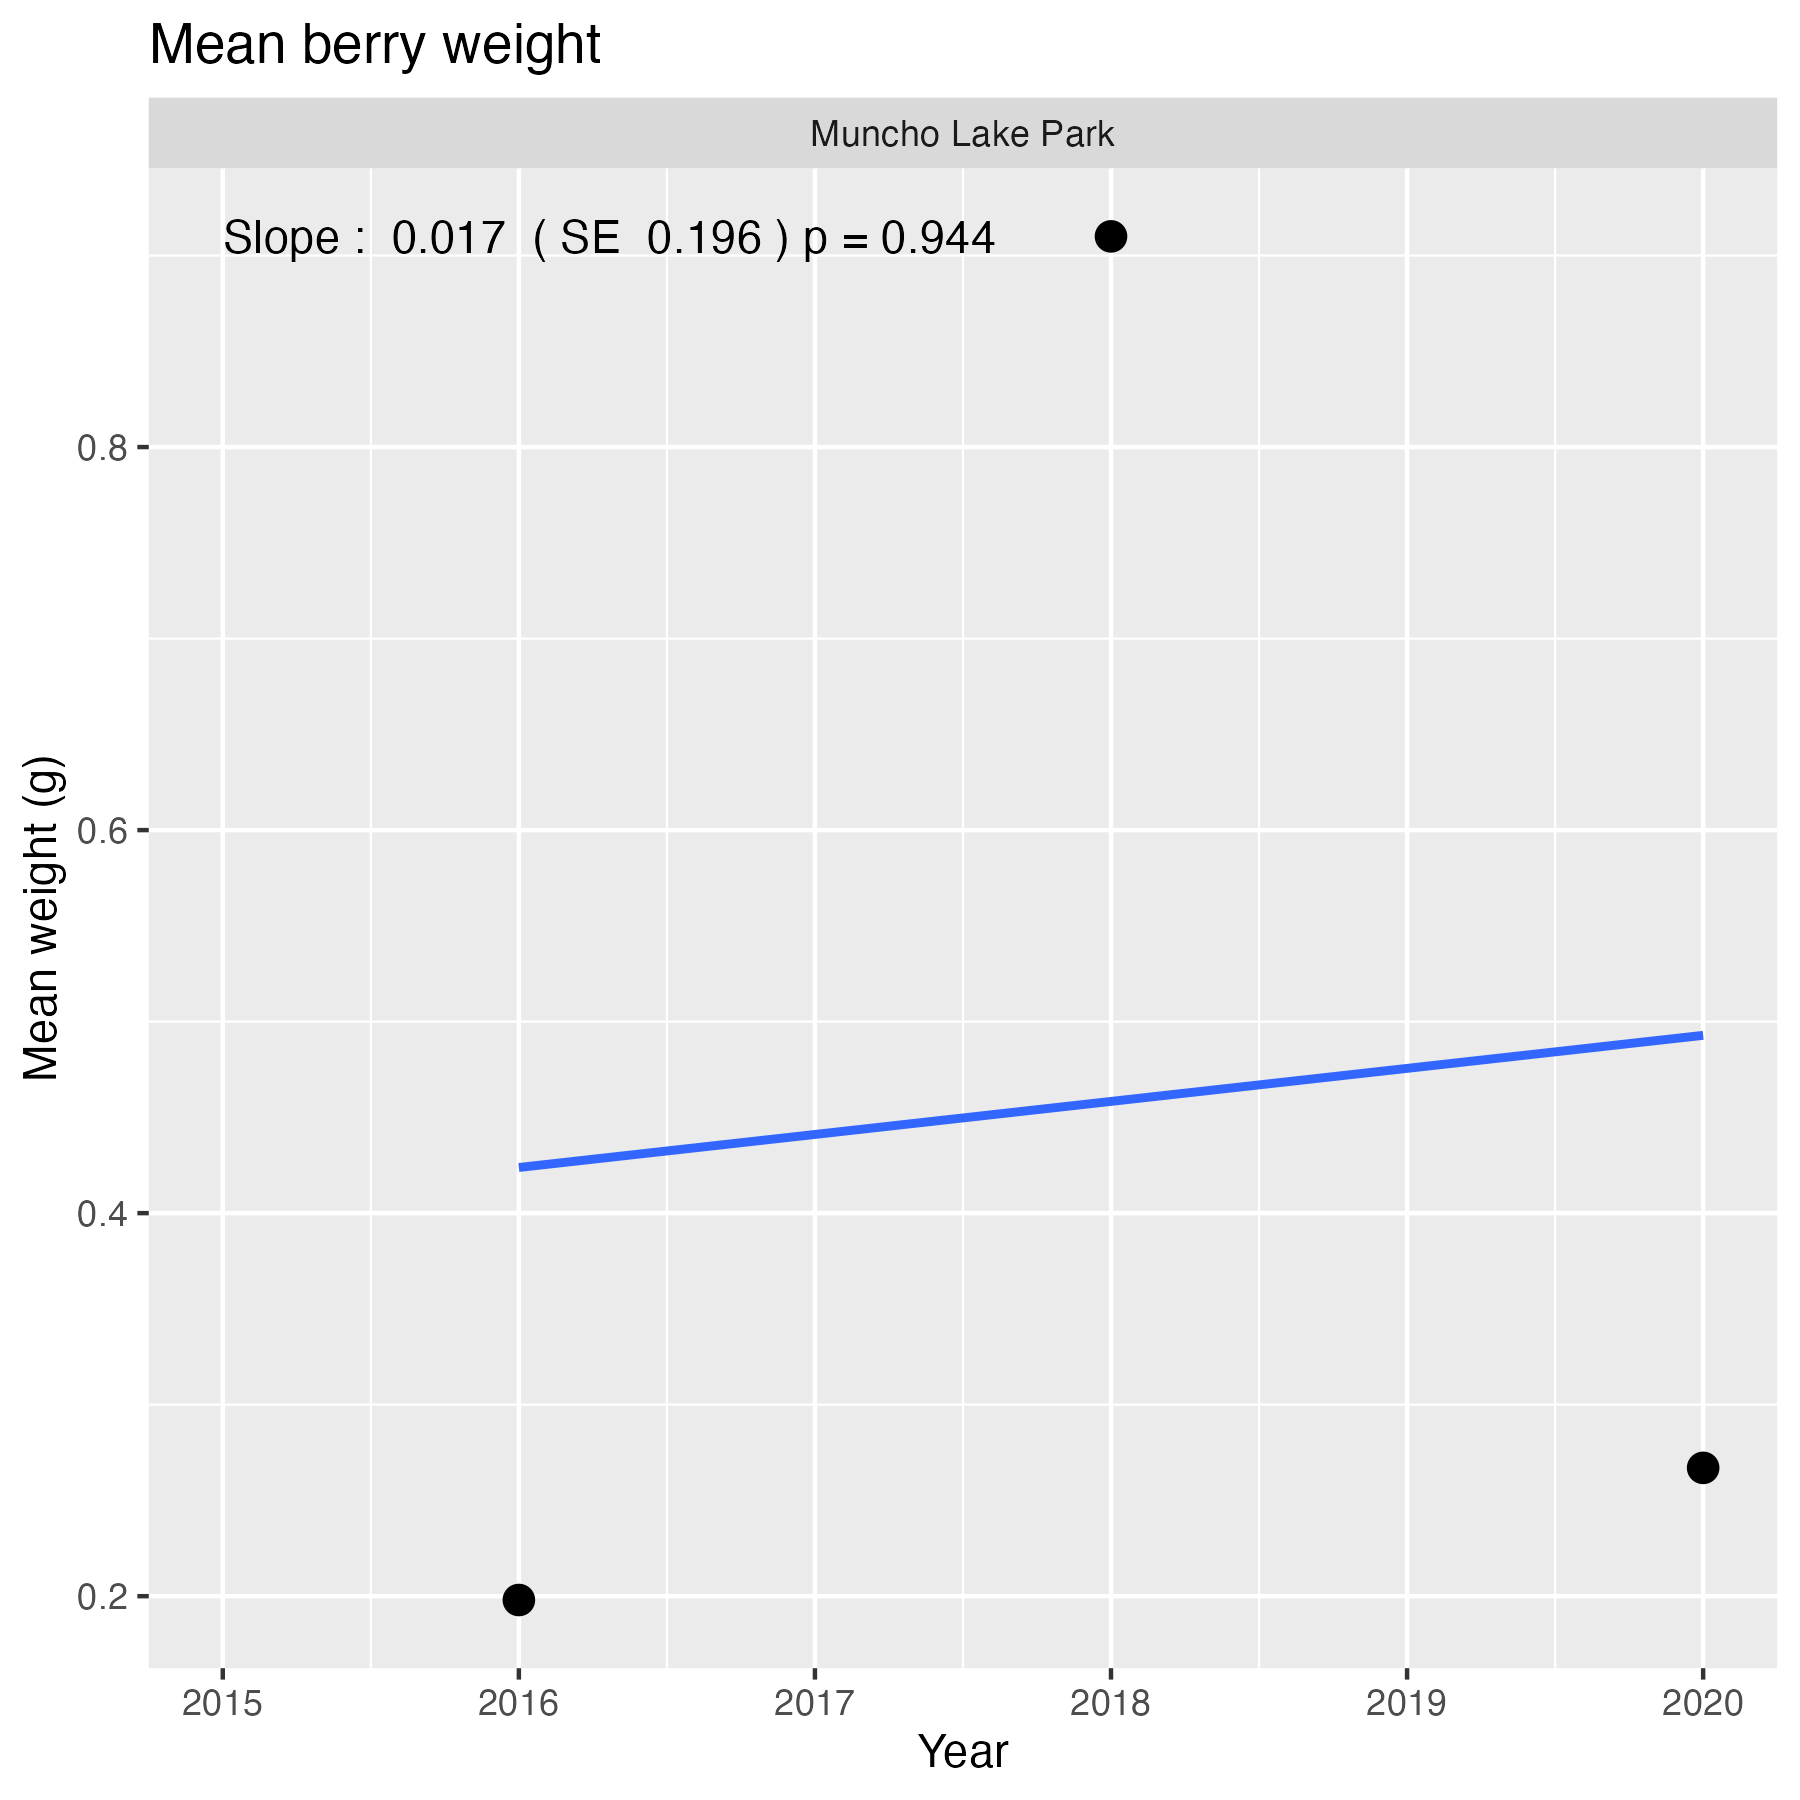 Mean berry weight
Muncho Lake Park
Slope :  0.017  ( SE  0.196 ) p = 0.944
0.8
0.6
0.4
0.2
Mean weight (g)
2015 2016 2017 2018 2019 2020
Year